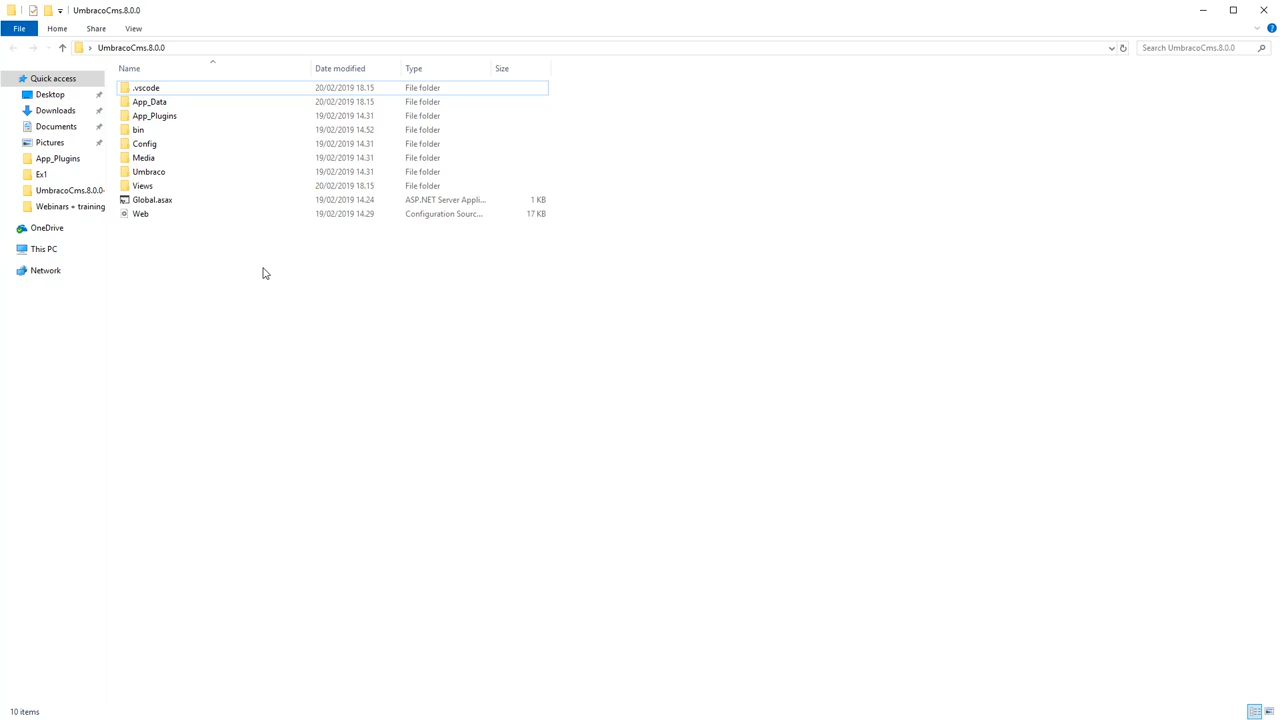 UmbracoCms.8.0.0
File Home Share View
UmbracoCms.8.0.0 Search UmbracoCms.8.0.0
Name Date modified Type Size
Quick access
Desktop
Downloads
Documents
Pictures
App_Plugins
Ex1
UmbracoCms.8.0.0-
Webinars + training
OneDrive
This PC
Network
.vscode 20/02/2019 18.15 File folder
App_Data 20/02/2019 18.15 File folder
App_Plugins 19/02/2019 14.31 File folder
bin 19/02/2019 14.52 File folder
Config 19/02/2019 14.31 File folder
Media 19/02/2019 14.31 File folder
Umbraco 19/02/2019 14.31 File folder
Views 20/02/2019 18.15 File folder
Global.asax 19/02/2019 14.24 ASP.NET Server Appli... 1 KB
Web 19/02/2019 14.29 Configuration Sourc... 17 KB
10 items